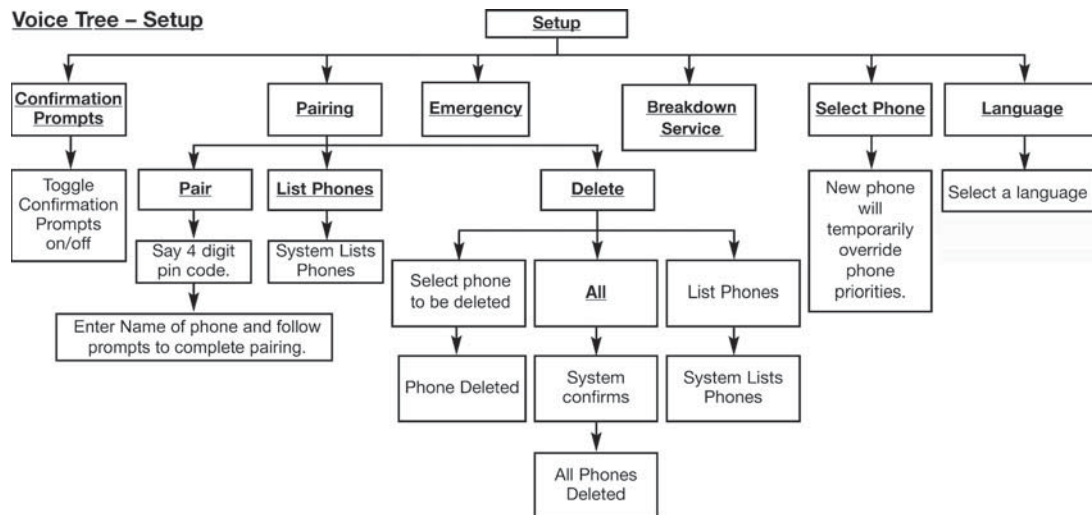 Voice Tree – Setup
Setup
Confirmation
Prompts
Pairing
Emergency
Breakdown
Service
Select Phone
Language
Toggle
Confirmation
Prompts
on/off
Pair
List Phones
Delete
New phone
will
temporarily
override
phone
priorities.
Select a language
Say 4 digit
pin code.
System Lists
Phones
Enter Name of phone and follow
prompts to complete pairing.
Select phone
to be deleted
All
List Phones
Phone Deleted
System
confirms
System Lists
Phones
All Phones
Deleted